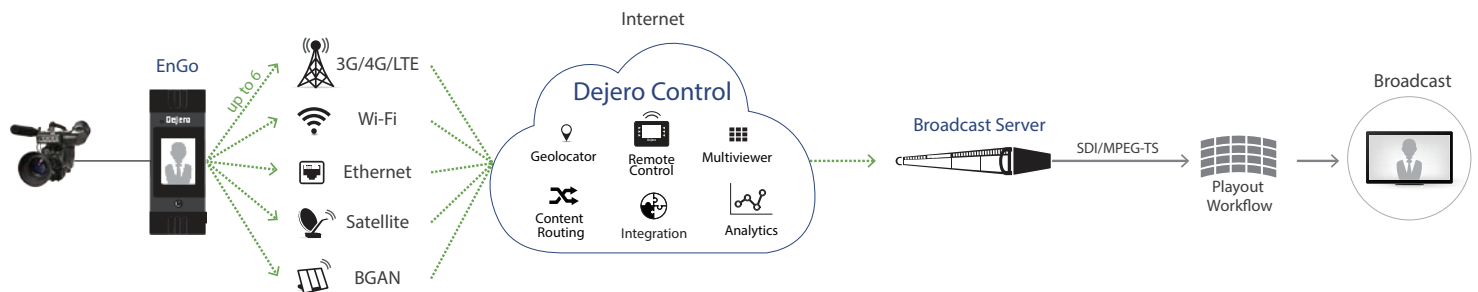 Internet
EnGo
Dejero
up to 6
3G/4G/LTE
Wi-Fi
Ethernet
Satellite
BGAN
Dejero Control
Geolocator
Remote
Control
Multiviewer
Content
Routing
Integration
Analytics
Broadcast Server
SDI/MPEG-TS
Playout
Workflow
Broadcast